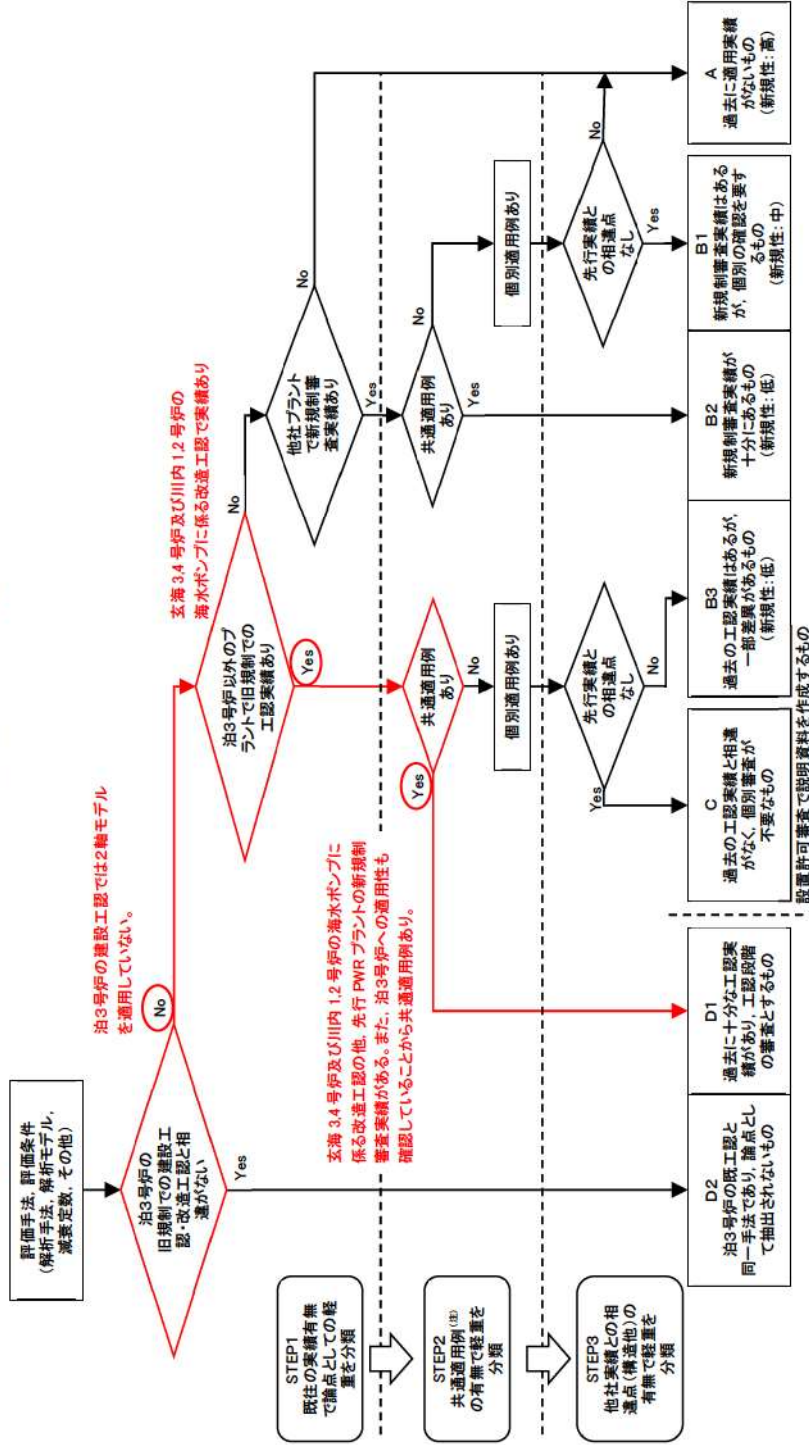 評価手法，評価条件
（解析手法，解析モデル，
減衰定数，その他）
泊3号炉の
旧規制での建設工
認・改造工認と相
違がない
No
泊3号炉の建設工認では2軸モデル
を適用していない。
Yes
泊3号炉以外のプ
ラントで旧規制での
工認実績あり
玄海3,4号炉及び川内1,2号炉の
海水ポンプに係る改造工認で実績あり
No
Yes
他社プラント
で新規制審
査実績あり
No
Yes
STEP1
既往の実績有無
で論点としての軽
重を分類
玄海3,4号炉及び川内1,2号炉の海水ポンプに
係る改造工認の他，先行PWRプラントの新規制
審査実績がある。また，泊3号炉への適用性も
確認していることから共通適用例あり。
STEP2
共通適用例(注)
の有無で軽重を
分類
共通適用例
あり
Yes
No
個別適用例あり
共通適用例
あり
No
Yes
個別適用例あり
STEP3
他社実績との相
違点(構造他)の
有無で軽重を
分類
先行実績と
の相違点
なし
Yes
No
先行実績と
の相違点
なし
No
Yes
D2
泊3号炉の既工認と
同一手法であり，論点とし
て抽出されないもの
D1
過去に十分な工認実
績があり，工認段階
の審査とするもの
C
過去の工認実績と相違
がなく，個別審査が
不要なもの
B3
過去の工認実績はあるが，
一部差異があるもの
（新規性：低）
B2
新規制審査実績が
十分にあるもの
（新規性：低）
B1
新規制審査実績はある
が，個別の確認を要す
るもの
（新規性：中）
A
過去に適用実績
がないもの
（新規性：高）
設置許可審査で説明資料を作成するもの